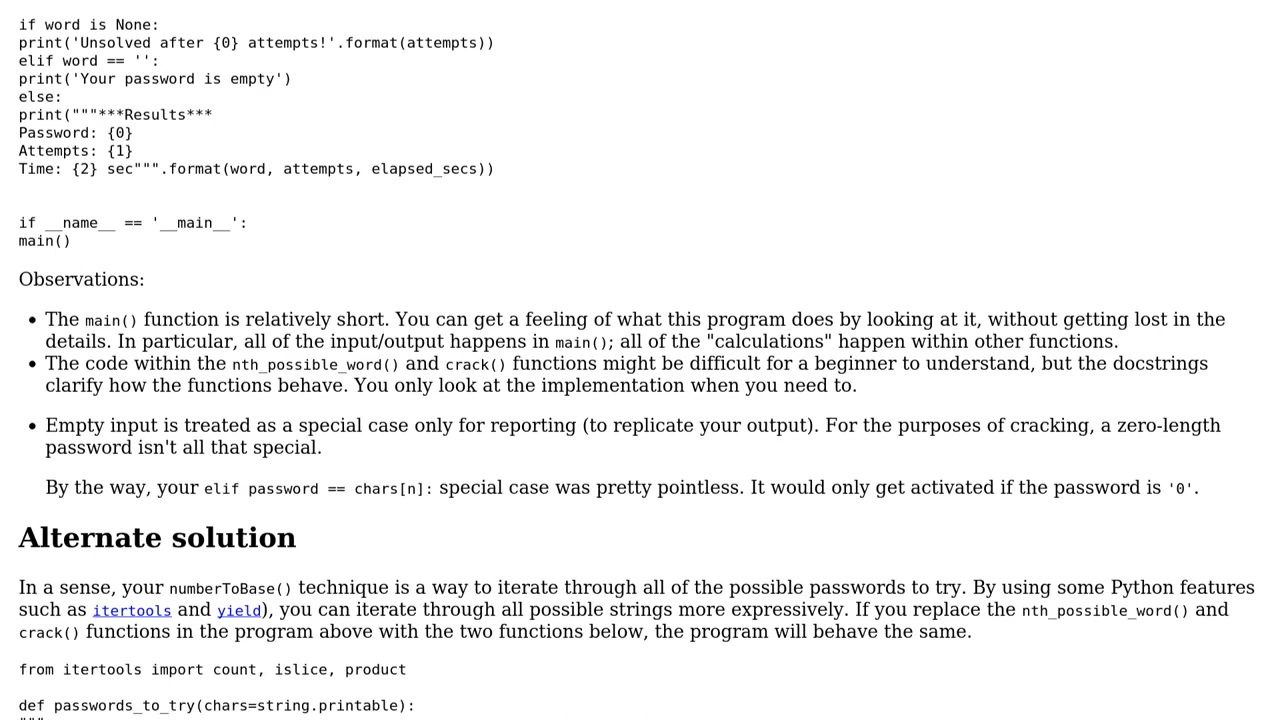 if word is None:
print('Unsolved after {0} attempts!'.format(attempts))
elif word == '':
print('Your password is empty')
else:
print("""***Results***
Password: {0}
Attempts: {1}
Time: {2} sec""".format(word, attempts, elapsed_secs))
if __name__ == '__main__':
main()
Observations:
• The main() function is relatively short. You can get a feeling of what this program does by looking at it, without getting lost in the
details. In particular, all of the input/output happens in main(); all of the "calculations" happen within other functions.
• The code within the nth_possible_word() and crack() functions might be difficult for a beginner to understand, but the docstrings
clarify how the functions behave. You only look at the implementation when you need to.
• Empty input is treated as a special case only for reporting (to replicate your output). For the purposes of cracking, a zero-length
password isn't all that special.
By the way, your elif password == chars[n]: special case was pretty pointless. It would only get activated if the password is '0'.
Alternate solution
In a sense, your numberToBase() technique is a way to iterate through all of the possible passwords to try. By using some Python features
such as itertools and yield), you can iterate through all possible strings more expressively. If you replace the nth_possible_word() and
crack() functions in the program above with the two functions below, the program will behave the same.
from itertools import count, islice, product
def passwords_to_try(chars=string.printable):
"""